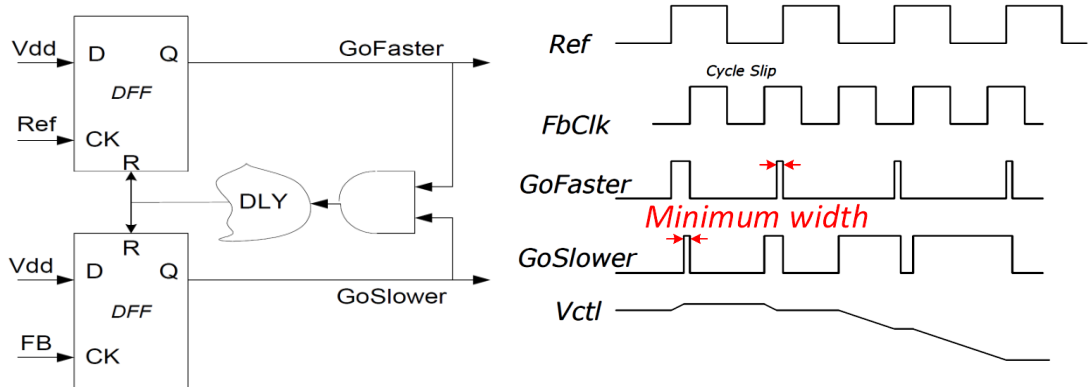 Vdd
D
Q
DFF
Ref
CK
R
GoFaster
DLY
R
Vdd
D
Q
DFF
FB
CK
GoSlower
Ref
Cycle Slip
FbClk
GoFaster
Minimum width
GoSlower
Vctl